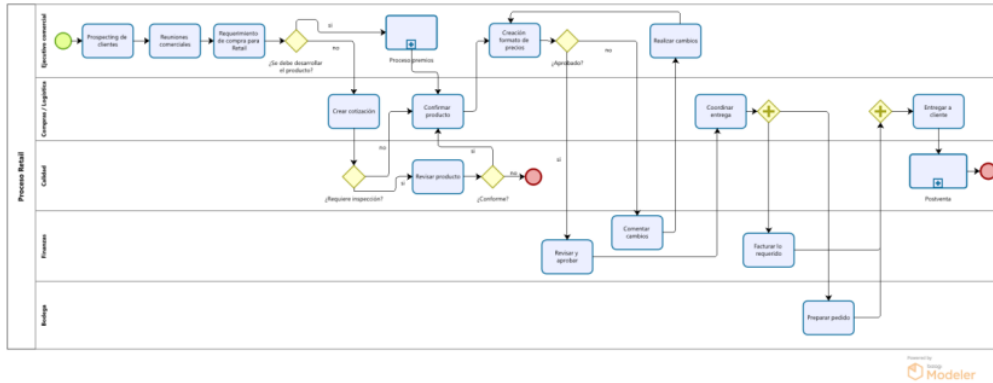 Proceso Retail
Ejecutivo comercial
Prospecting de
clientes
Reuniones
comerciales
Requerimiento
de compra para
Retail
¿Se debe desarrollar
el producto?
si
no
Proceso premios
Creación
formato de
precios
¿Aprobado?
no
si
Realizar cambios
Compras / Logística
Crear cotización
Confirmar
producto
Coordinar
entrega
Entregar a
cliente
Calidad
¿Requiere inspección?
no
si
Revisar producto
¿Conforme?
si
no
Postventa
Finanzas
Revisar y
aprobar
Comentar
cambios
Facturar lo
requerido
Bodega
Preparar pedido
Powered by
Modeler